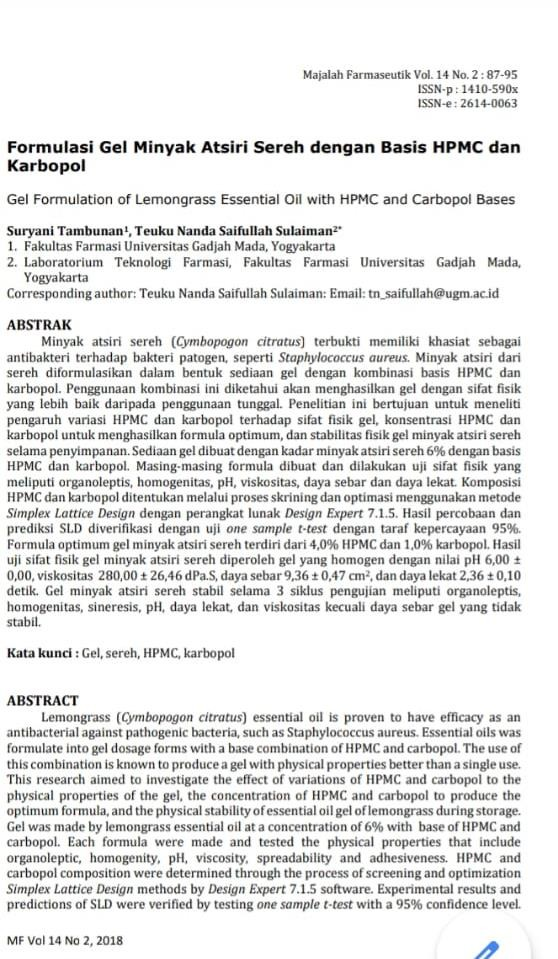 Majalah Farmaseutik Vol. 14 No. 2 : 87-95
ISSN-p : 1410-590x
ISSN-e : 2614-0063
Formulasi Gel Minyak Atsiri Sereh dengan Basis HPMC dan
Karbopol
Gel Formulation of Lemongrass Essential Oil with HPMC and Carbopol Bases
Suryani Tambunan¹, Teuku Nanda Saifullah Sulaiman²*
1. Fakultas Farmasi Universitas Gadjah Mada, Yogyakarta
2. Laboratorium Teknologi Farmasi, Fakultas Farmasi Universitas Gadjah Mada,
Yogyakarta
Corresponding author: Teuku Nanda Saifullah Sulaiman: Email: tn_saifullah@ugm.ac.id
ABSTRAK
Minyak atsiri sereh (Cymbopogon citratus) terbukti memiliki khasiat sebagai
antibakteri terhadap bakteri patogen, seperti Staphylococcus aureus. Minyak atsiri dari
sereh diformulasikan dalam bentuk sediaan gel dengan kombinasi basis HPMC dan
karbopol. Penggunaan kombinasi ini diketahui akan menghasilkan gel dengan sifat fisik
yang lebih baik daripada penggunaan tunggal. Penelitian ini bertujuan untuk meneliti
pengaruh variasi HPMC dan karbopol terhadap sifat fisik gel, konsentrasi HPMC dan
karbopol untuk menghasilkan formula optimum, dan stabilitas fisik gel minyak atsiri sereh
selama penyimpanan. Sediaan gel dibuat dengan kadar minyak atsiri sereh 6% dengan basis
HPMC dan karbopol. Masing-masing formula dibuat dan dilakukan uji sifat fisik yang
meliputi organoleptis, homogenitas, pH, viskositas, daya sebar dan daya lekat. Komposisi
HPMC dan karbopol ditentukan melalui proses skrining dan optimasi menggunakan metode
Simplex Lattice Design dengan perangkat lunak Design Expert 7.1.5. Hasil percobaan dan
prediksi SLD diverifikasi dengan uji one sample t-test dengan taraf kepercayaan 95%.
Formula optimum gel minyak atsiri sereh terdiri dari 4,0% HPMC dan 1,0% karbopol. Hasil
uji sifat fisik gel minyak atsiri sereh diperoleh gel yang homogen dengan nilai pH 6,00 ±
0,00, viskositas 280,00 ± 26,46 dPa.S, daya sebar 9,36 ± 0,47 cm², dan daya lekat 2,36 ± 0,10
detik. Gel minyak atsiri sereh stabil selama 3 siklus pengujian meliputi organoleptis,
homogenitas, sineresis, pH, daya lekat, dan viskositas kecuali daya sebar gel yang tidak
stabil.
Kata kunci : Gel, sereh, HPMC, karbopol
ABSTRACT
Lemongrass (Cymbopogon citratus) essential oil is proven to have efficacy as an
antibacterial against pathogenic bacteria, such as Staphylococcus aureus. Essential oils was
formulate into gel dosage forms with a base combination of HPMC and carbopol. The use of
this combination is known to produce a gel with physical properties better than a single use.
This research aimed to investigate the effect of variations of HPMC and carbopol to the
physical properties of the gel, the concentration of HPMC and carbopol to produce the
optimum formula, and the physical stability of essential oil gel of lemongrass during storage.
Gel was made by lemongrass essential oil at a concentration of 6% with base of HPMC and
carbopol. Each formula were made and tested the physical properties that include
organoleptic, homogenity, pH, viscosity, spreadability and adhesiveness. HPMC and
carbopol composition were determined through the process of screening and optimization
Simplex Lattice Design methods by Design Expert 7.1.5 software. Experimental results and
predictions of SLD were verified by testing one sample t-test with a 95% confidence level.
MF Vol 14 No 2, 2018